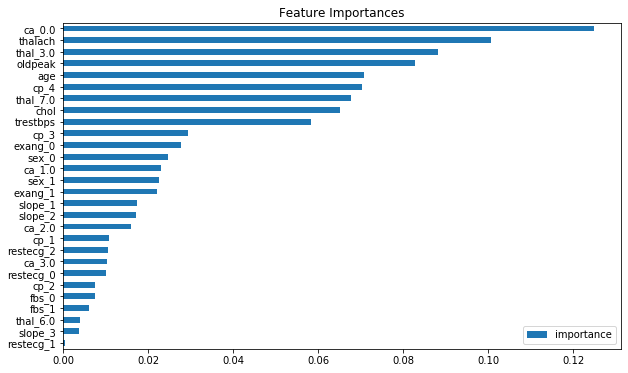 Feature Importances
ca_0.0
thalach
thal_3.0
oldpeak
age
cp_4
thal_7.0
chol
trestbps
cp_3
exang_0
sex_0
ca_1.0
sex_1
exang_1
slope_1
slope_2
ca_2.0
cp_1
restecg_2
ca_3.0
restecg_0
cp_2
fbs_0
fbs_1
thal_6.0
slope_3
restecg_1
importance
0.00 0.02 0.04 0.06 0.08 0.10 0.12